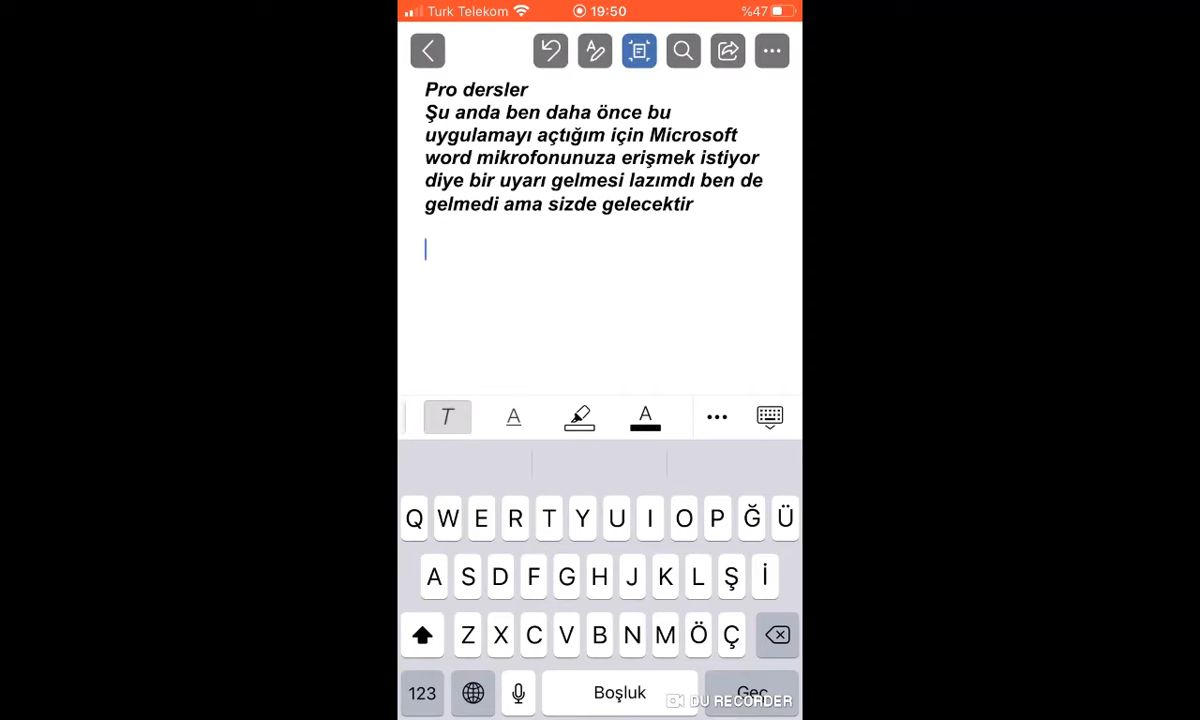 Turk Telekom
19:50
%47
Pro dersler
Şu anda ben daha önce bu
uygulamayı açtığım için Microsoft
word mikrofonunuza erişmek istiyor
diye bir uyarı gelmesi lazımdı ben de
gelmedi ama sizde gelecektir
T A A
Q W E R T Y U I O P Ğ Ü
A S D F G H J K L Ş İ
Z X C V B N M Ö Ç
123 Boşluk Geç
DU RECORDER